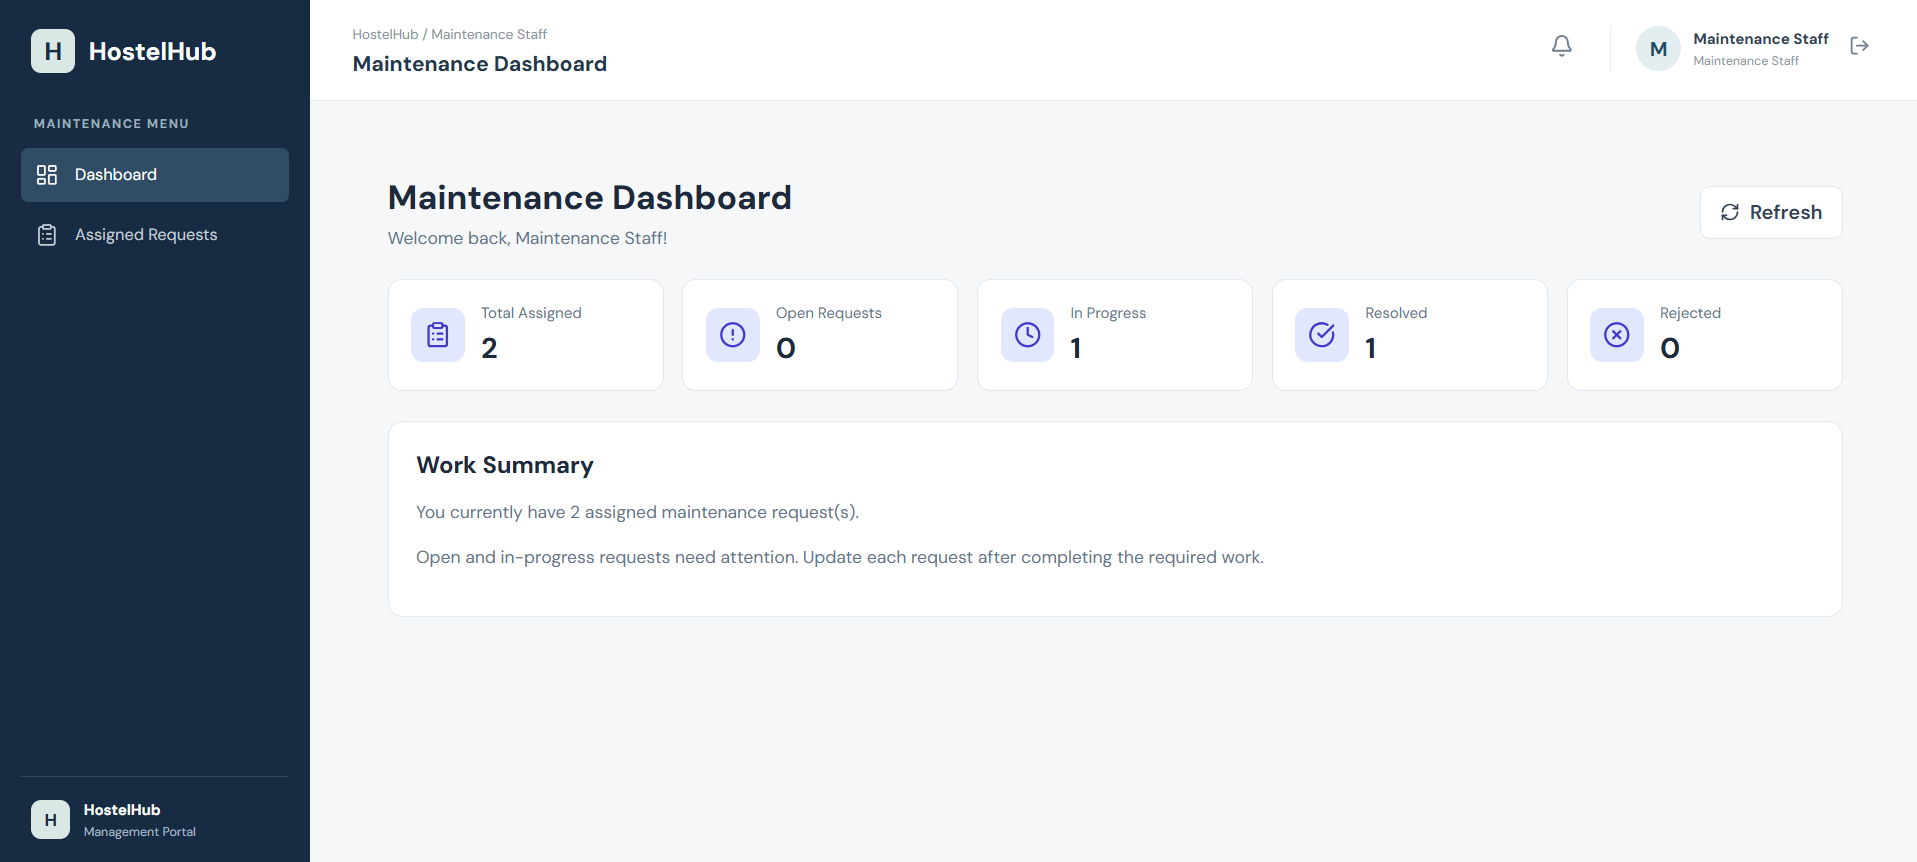 H HostelHub
MAINTENANCE MENU
Dashboard
Assigned Requests
H HostelHub
Management Portal
HostelHub / Maintenance Staff
Maintenance Dashboard
M Maintenance Staff
Maintenance Staff
Maintenance Dashboard
Welcome back, Maintenance Staff!
Refresh
Total Assigned
2
Open Requests
0
In Progress
1
Resolved
1
Rejected
0
Work Summary
You currently have 2 assigned maintenance request(s).
Open and in-progress requests need attention. Update each request after completing the required work.